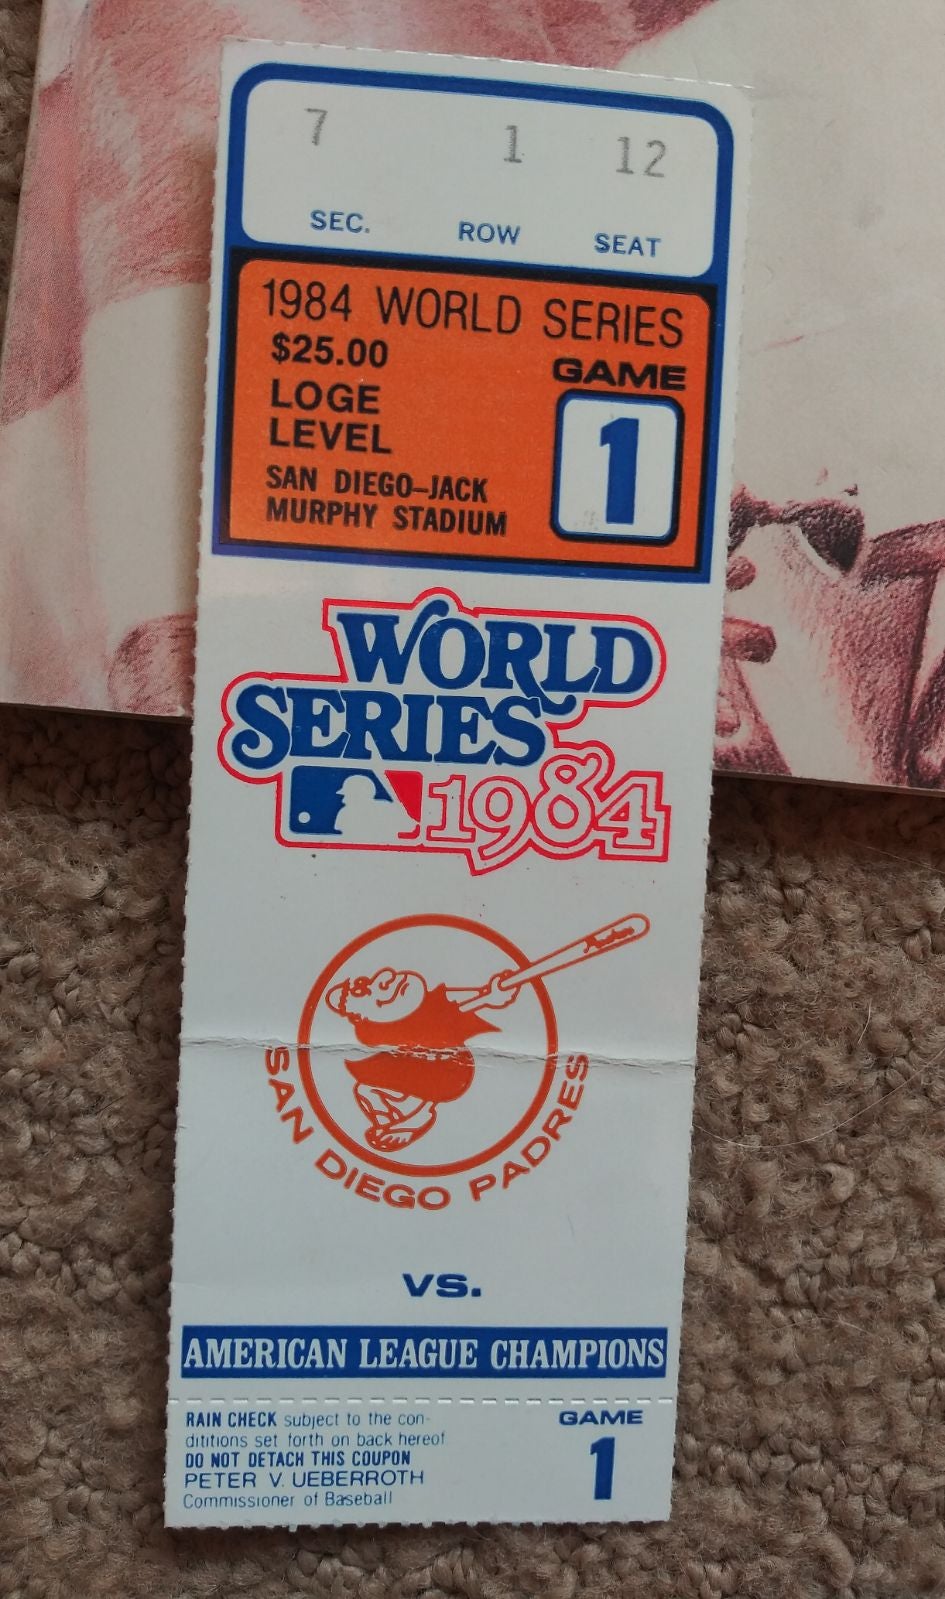 7 1 12
SEC. ROW SEAT
1984 WORLD SERIES
$25.00
GAME
1
LOGE
LEVEL
SAN DIEGO-JACK
MURPHY STADIUM
WORLD
SERIES
1984
SAN DIEGO PADRES
VS.
AMERICAN LEAGUE CHAMPIONS
RAIN CHECK subject to the con-
ditions set forth on back hereof
DO NOT DETACH THIS COUPON
PETER V. UEBERROTH
Commissioner of Baseball
GAME
1